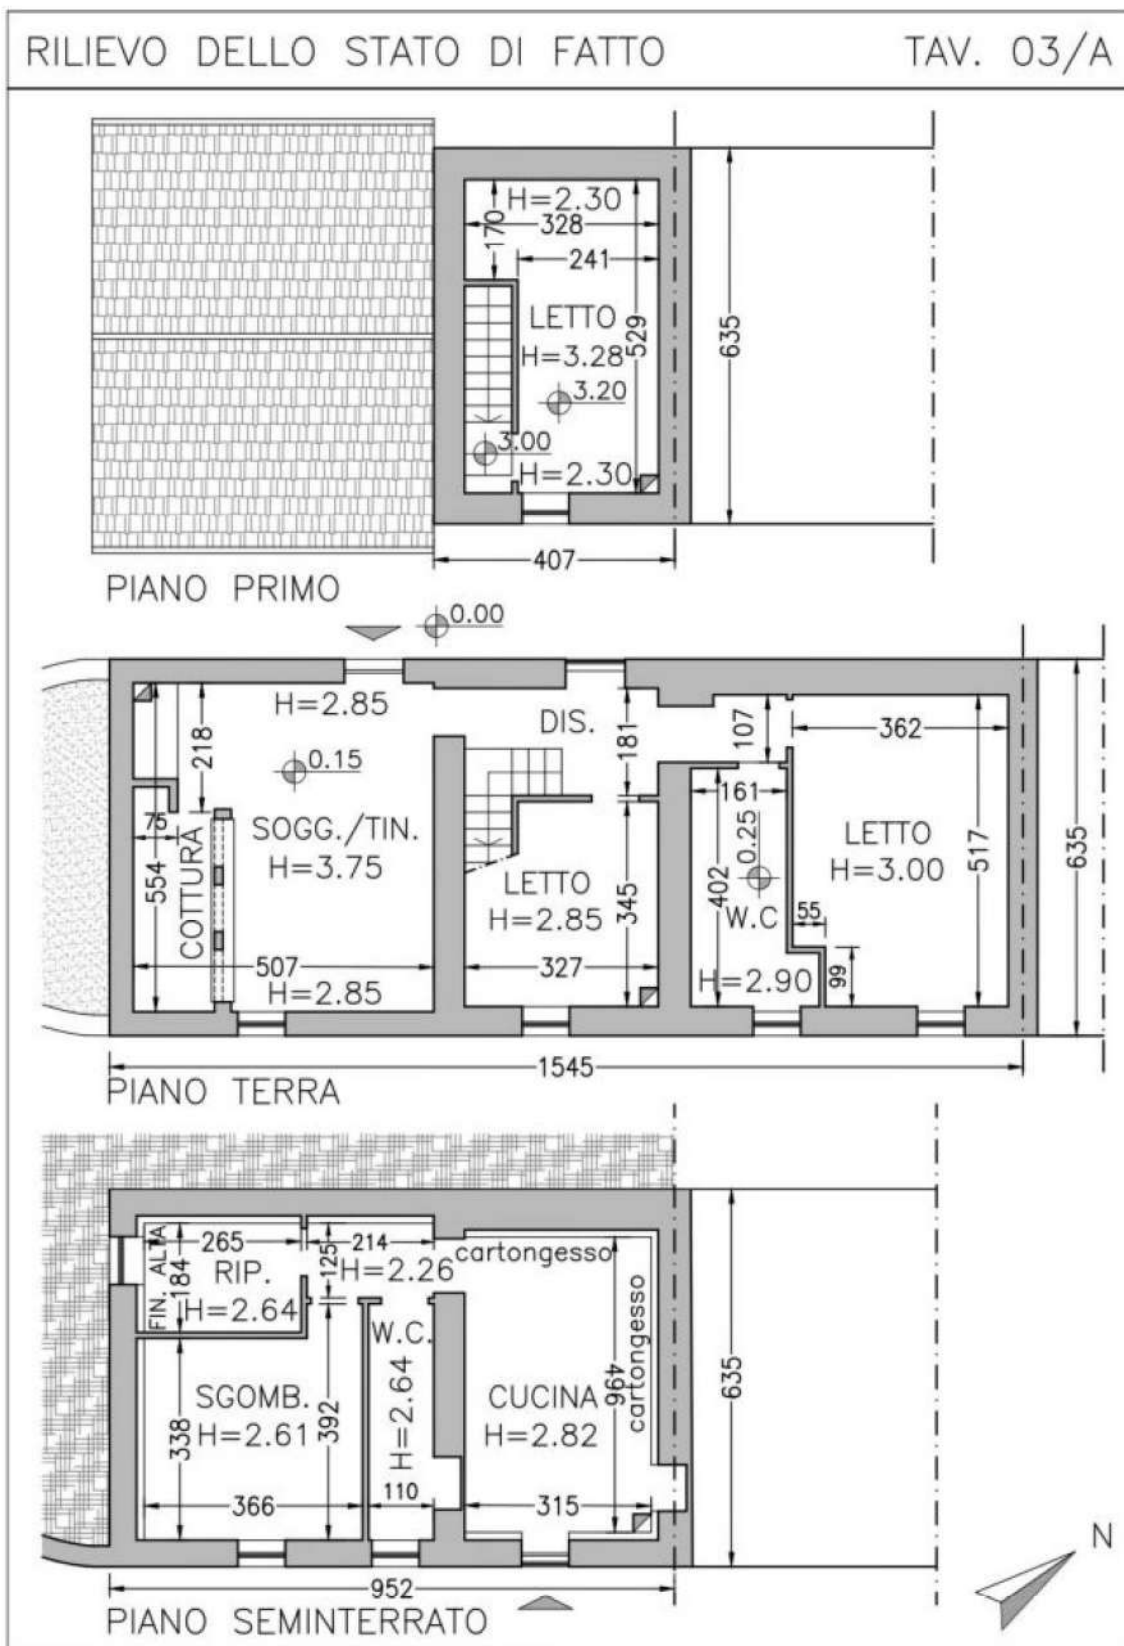 RILIEVO DELLO STATO DI FATTO TAV. 03/A
H=2.30
328
170
241
LETTO
H=3.28
529
635
3.20
3.00
H=2.30
407
PIANO PRIMO
0.00
H=2.85
DIS.
181
107
362
218
0.15
161
75
SOGG./TIN.
H=3.75
COTTURA
554
LETTO
H=2.85
345
402
0.25
W.C
LETTO
H=3.00
517
635
55
507
H=2.85
327
H=2.90
99
1545
PIANO TERRA
FIN. ALTA
265
184
RIP.
H=2.64
125
214
H=2.26
cartongesso
cartongesso
W.C.
H=2.64
496
635
SGOMB.
H=2.61
338
392
CUCINA
H=2.82
366
110
315
N
952
PIANO SEMINTERRATO